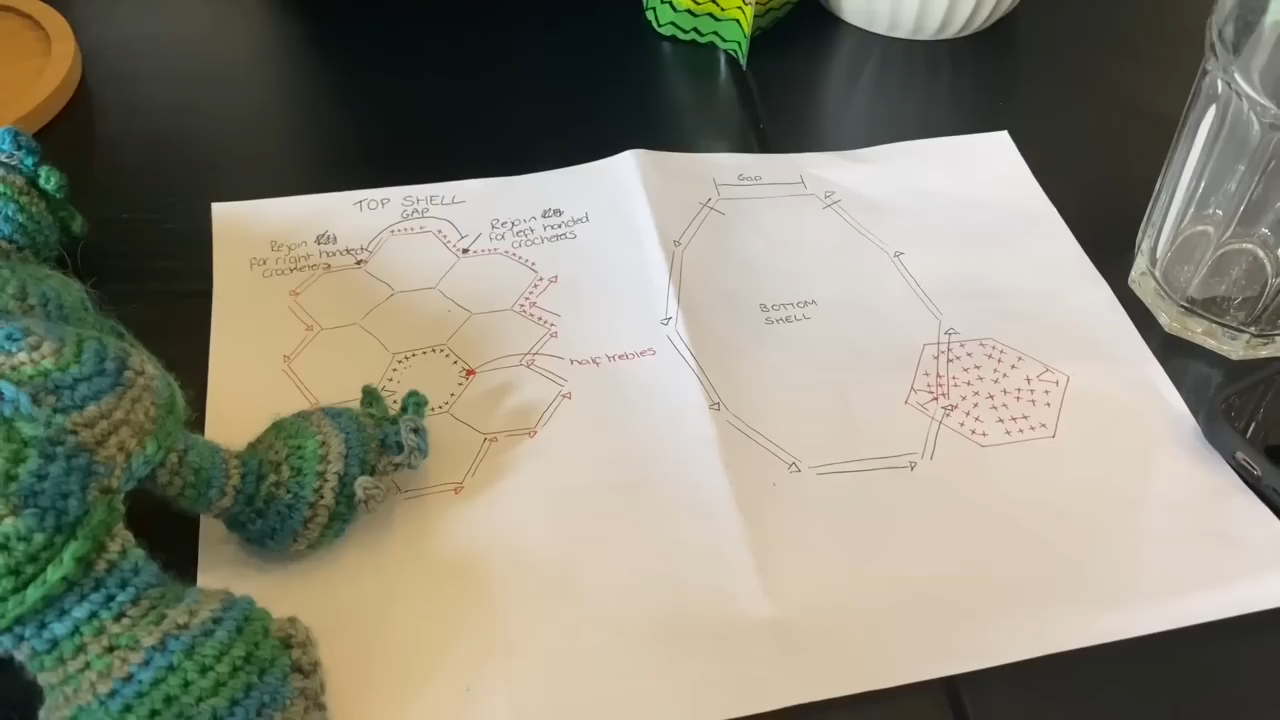 TOP SHELL
GAP
Rejoin
for right handed
crocheters
Rejoin
for left handed
crocheters
half trebles
Gap
BOTTOM
SHELL